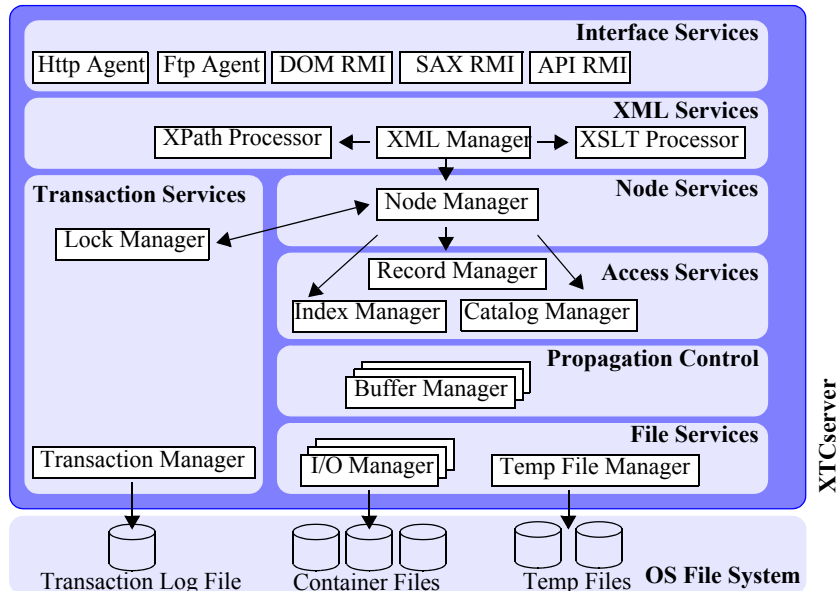 Interface Services
Http Agent
Ftp Agent
DOM RMI
SAX RMI
API RMI
XML Services
XPath Processor
XML Manager
XSLT Processor
Transaction Services
Lock Manager
Transaction Manager
Node Services
Node Manager
Access Services
Record Manager
Index Manager
Catalog Manager
Propagation Control
Buffer Manager
File Services
I/O Manager
Temp File Manager
XTCserver
Transaction Log File
Container Files
Temp Files
OS File System